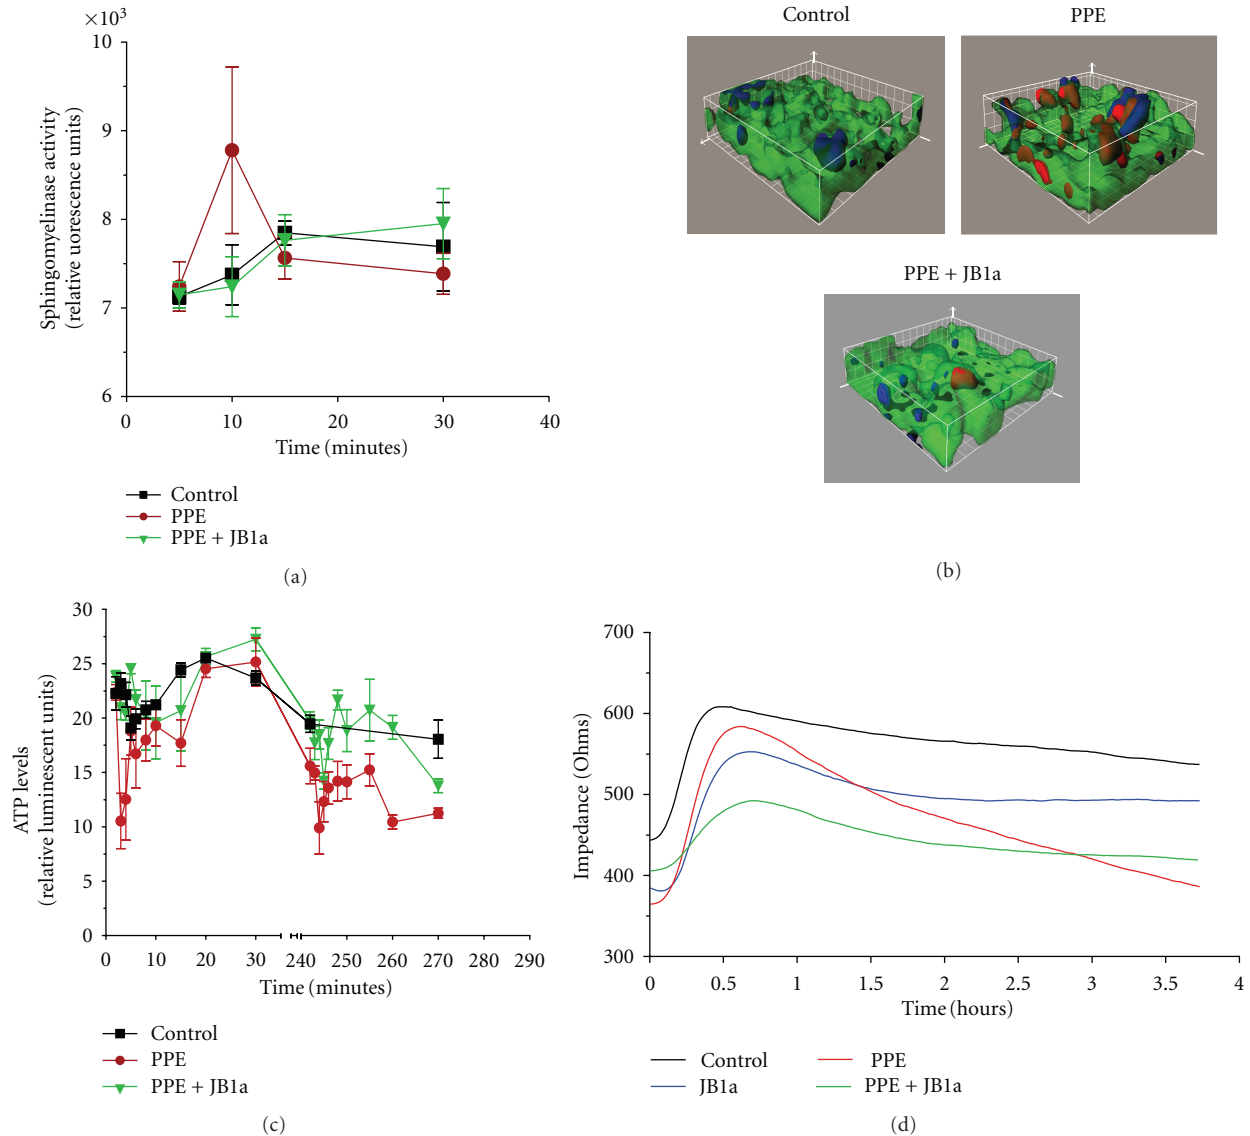 ×10³
10
9
8
7
6
0
10
20
30
40
Sphingomyelinase activity
(relative uorescence units)
Time (minutes)
Control
PPE
PPE + JB1a
(a)
Control
PPE
PPE + JB1a
(b)
30
25
20
15
10
5
0
0
10
20
30
240
250
260
270
280
290
ATP levels
(relative luminescent units)
Time (minutes)
Control
PPE
PPE + JB1a
(c)
700
600
500
400
300
0
0.5
1
1.5
2
2.5
3
3.5
4
Impedance (Ohms)
Time (hours)
Control
PPE
JB1a
PPE + JB1a
(d)